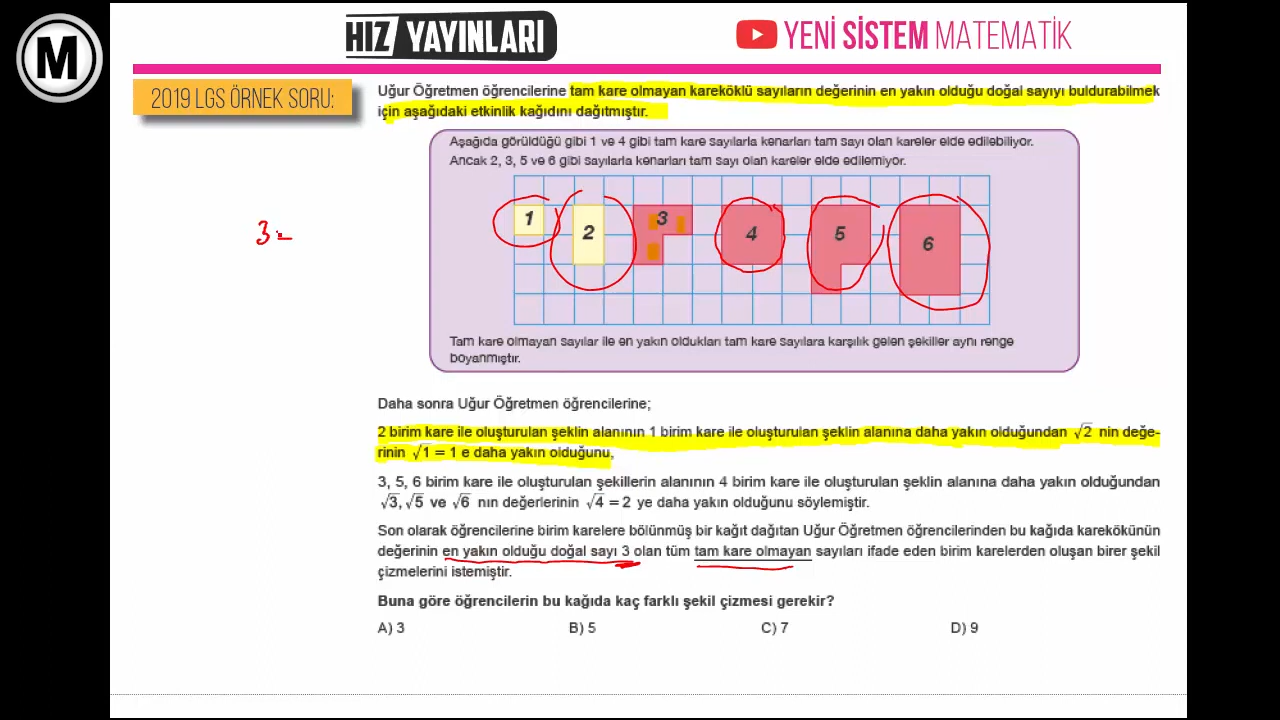 M
HIZ YAYINLARI
YENİ SİSTEM MATEMATİK
2019 LGS ÖRNEK SORU:
Uğur Öğretmen öğrencilerine tam kare olmayan kareköklü sayıların değerinin en yakın olduğu doğal sayıyı buldurabilmek
için aşağıdaki etkinlik kağıdını dağıtmıştır.
Aşağıda görüldüğü gibi 1 ve 4 gibi tam kare sayılarla kenarları tam sayı olan kareler elde edilebiliyor.
Ancak 2, 3, 5 ve 6 gibi sayılarla kenarları tam sayı olan kareler elde edilemiyor.
1 2 3 4 5 6
3=
Tam kare olmayan sayılar ile en yakın oldukları tam kare sayılara karşılık gelen şekiller aynı renge
boyanmıştır.
Daha sonra Uğur Öğretmen öğrencilerine;
2 birim kare ile oluşturulan şeklin alanının 1 birim kare ile oluşturulan şeklin alanına daha yakın olduğundan √2 nin değe-
rinin √1 = 1 e daha yakın olduğunu,
3, 5, 6 birim kare ile oluşturulan şekillerin alanının 4 birim kare ile oluşturulan şeklin alanına daha yakın olduğundan
√3, √5 ve √6 nın değerlerinin √4 = 2 ye daha yakın olduğunu söylemiştir.
Son olarak öğrencilerine birim karelere bölünmüş bir kağıt dağıtan Uğur Öğretmen öğrencilerinden bu kağıda karekökünün
değerinin en yakın olduğu doğal sayı 3 olan tüm tam kare olmayan sayıları ifade eden birim karelerden oluşan birer şekil
çizmelerini istemiştir.
Buna göre öğrencilerin bu kağıda kaç farklı şekil çizmesi gerekir?
A) 3 B) 5 C) 7 D) 9